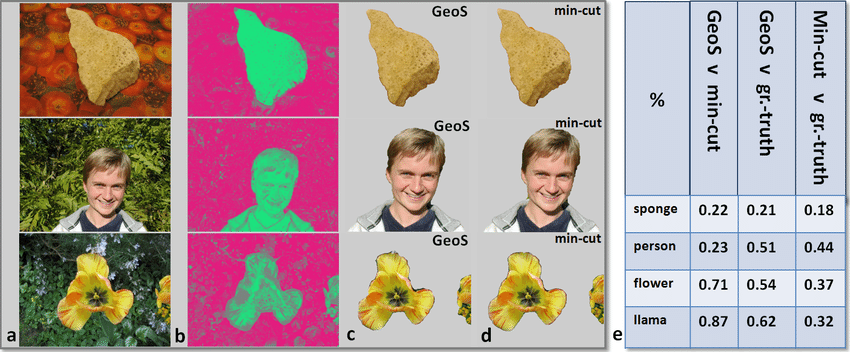 GeoS
min-cut
GeoS
min-cut
GeoS
min-cut
a
b
c
d
e
%
GeoS v min-cut
GeoS v gr.-truth
Min-cut v gr.-truth
sponge 0.22 0.21 0.18
person 0.23 0.51 0.44
flower 0.71 0.54 0.37
llama 0.87 0.62 0.32